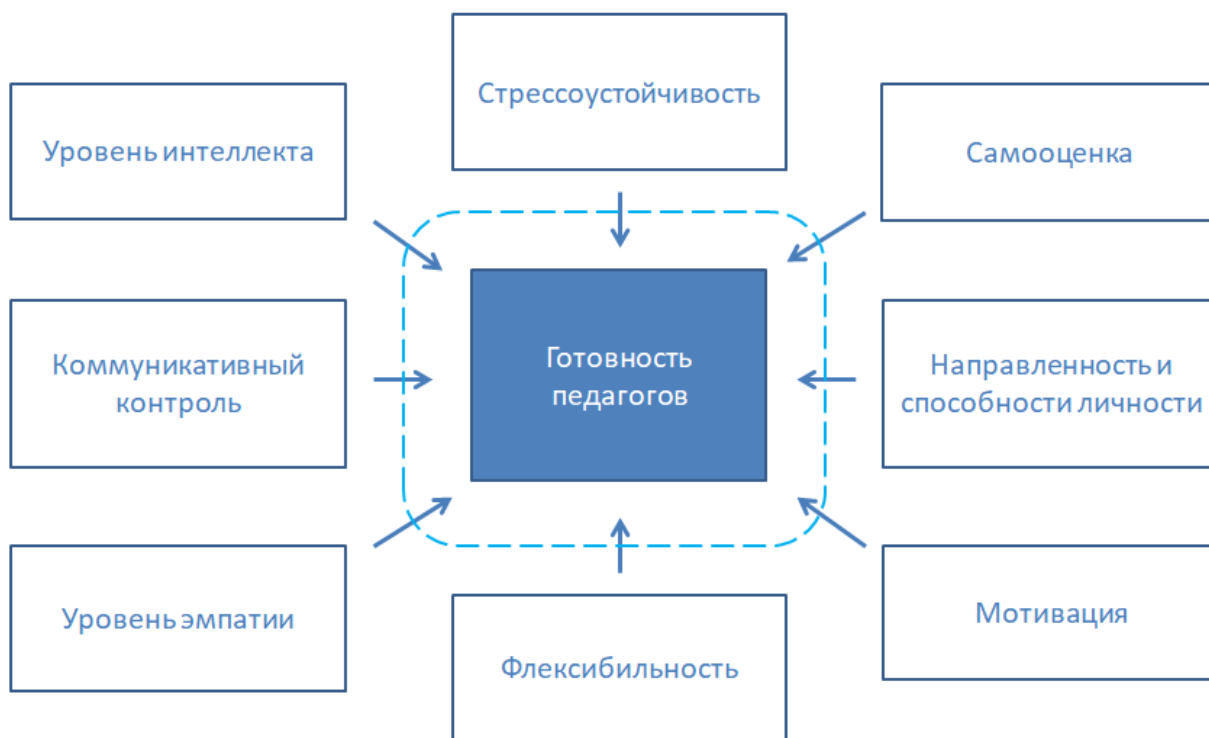 Стрессоустойчивость
Уровень интеллекта
Самооценка
Коммуникативный
контроль
Готовность
педагогов
Направленность и
способности личности
Уровень эмпатии
Флексибильность
Мотивация